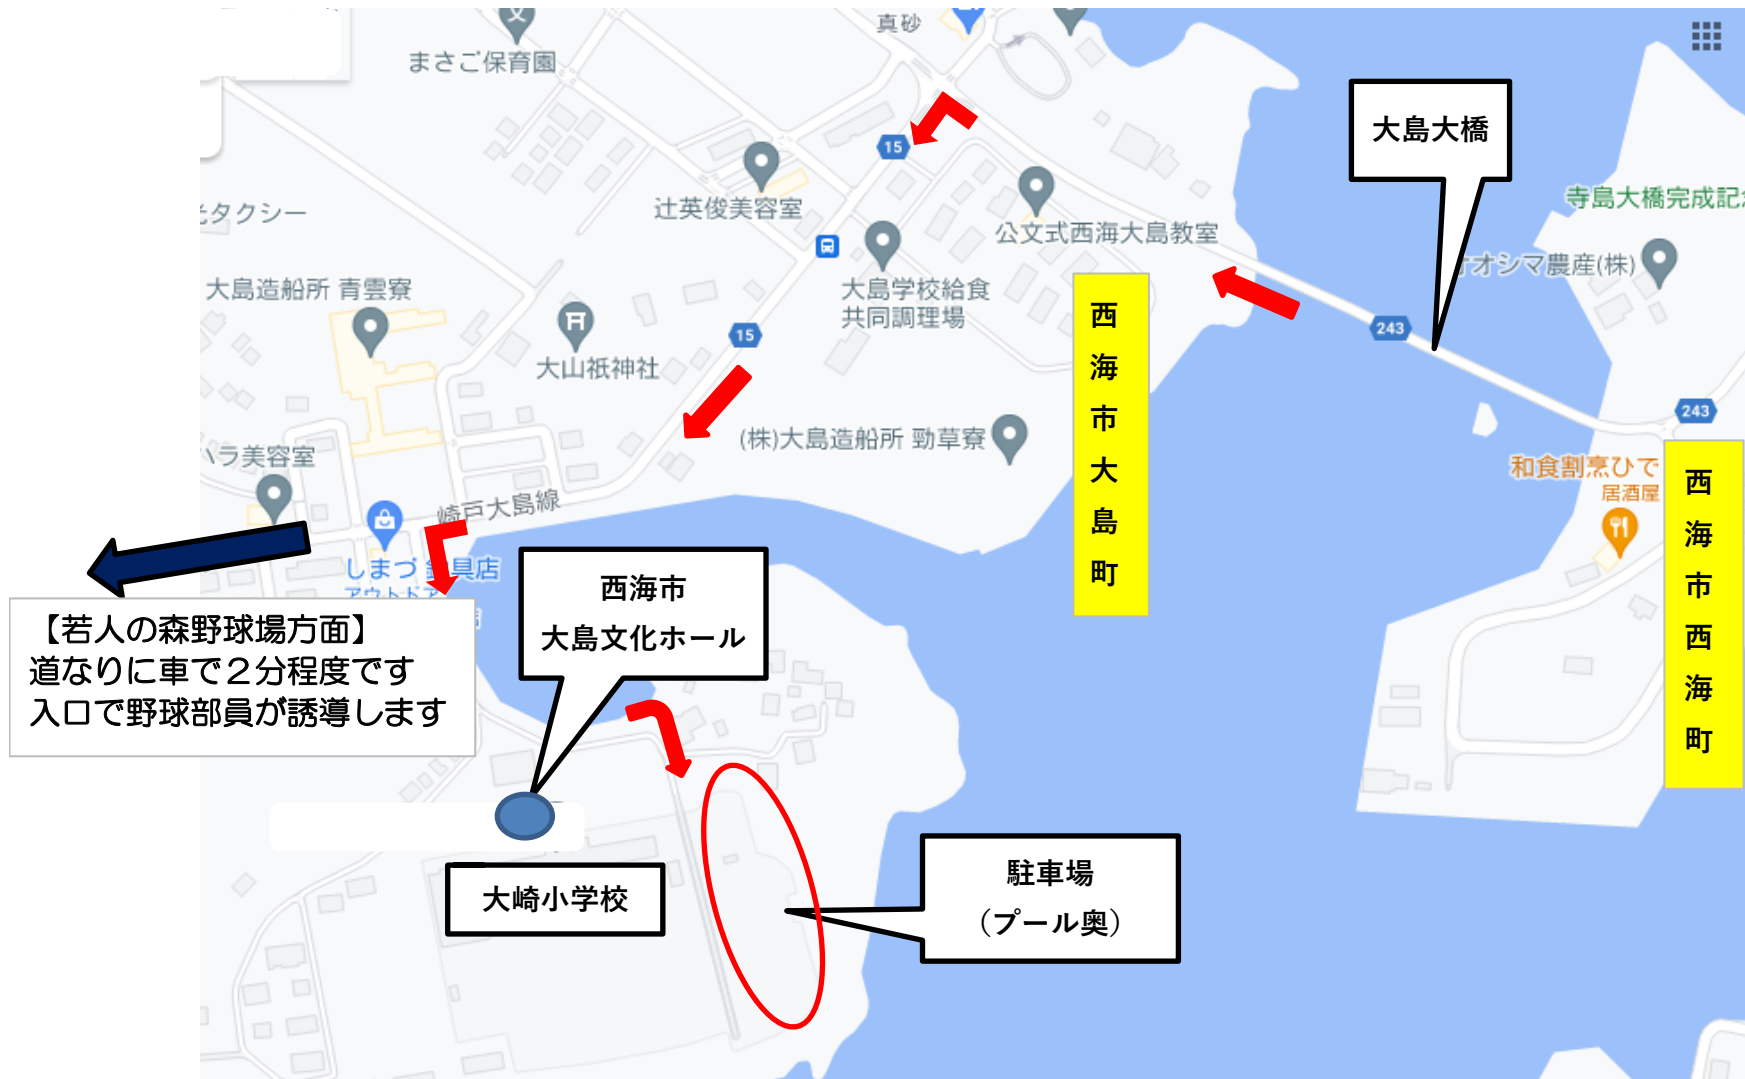 真砂
まさご保育園
大島大橋
15
寺島大橋完成記
タクシー
辻英俊美容室
公文式西海大島教室
オシマ農産(株)
大島造船所 青雲寮
大島学校給食
共同調理場
西海市大島町
243
15
大山祇神社
243
(株)大島造船所 勁草寮
ハラ美容室
和食割烹ひで
居酒屋
西海市西海町
崎戸大島線
しまづ 具店
アウトドア
西海市
大島文化ホール
【若人の森野球場方面】
道なりに車で２分程度です
入口で野球部員が誘導します
大崎小学校
駐車場
（プール奥）